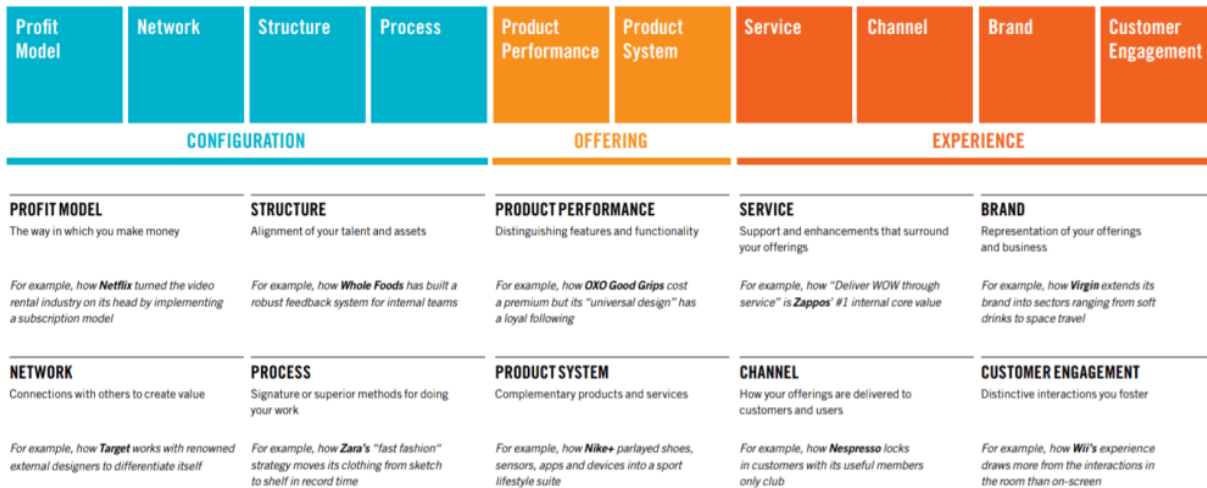 Profit
Model
Network
Structure
Process
Product
Performance
Product
System
Service
Channel
Brand
Customer
Engagement
CONFIGURATION
OFFERING
EXPERIENCE
PROFIT MODEL
The way in which you make money
For example, how Netflix turned the video
rental industry on its head by implementing
a subscription model
STRUCTURE
Alignment of your talent and assets
For example, how Whole Foods has built a
robust feedback system for internal teams
PRODUCT PERFORMANCE
Distinguishing features and functionality
For example, how OXO Good Grips cost
a premium but its “universal design” has
a loyal following
SERVICE
Support and enhancements that surround
your offerings
For example, how “Deliver WOW through
service” is Zappos’ #1 internal core value
BRAND
Representation of your offerings
and business
For example, how Virgin extends its
brand into sectors ranging from soft
drinks to space travel
NETWORK
Connections with others to create value
For example, how Target works with renowned
external designers to differentiate itself
PROCESS
Signature or superior methods for doing
your work
For example, how Zara’s “fast fashion”
strategy moves its clothing from sketch
to shelf in record time
PRODUCT SYSTEM
Complementary products and services
For example, how Nike+ parlayed shoes,
sensors, apps and devices into a sport
lifestyle suite
CHANNEL
How your offerings are delivered to
customers and users
For example, how Nespresso locks
in customers with its useful members
only club
CUSTOMER ENGAGEMENT
Distinctive interactions you foster
For example, how Wii’s experience
draws more from the interactions in
the room than on-screen